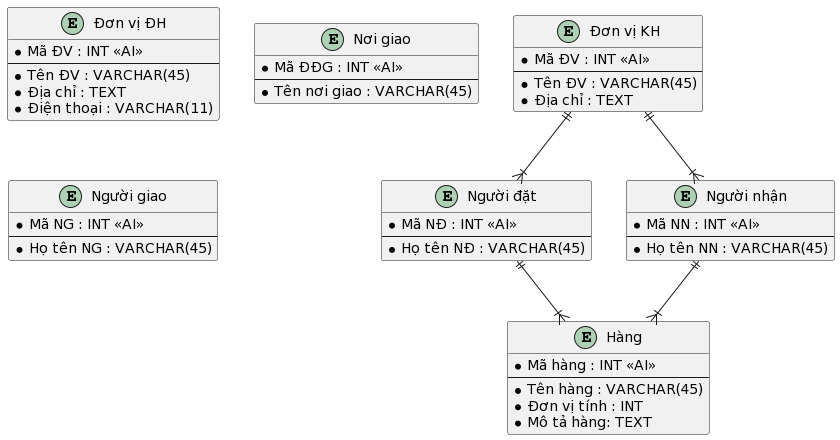 E Đơn vị ĐH
Mã ĐV : INT «AI»
Tên ĐV : VARCHAR(45)
Địa chỉ : TEXT
Điện thoại : VARCHAR(11)
E Nơi giao
Mã ĐĐG : INT «AI»
Tên nơi giao : VARCHAR(45)
E Đơn vị KH
Mã ĐV : INT «AI»
Tên ĐV : VARCHAR(45)
Địa chỉ : TEXT
E Người giao
Mã NG : INT «AI»
Họ tên NG : VARCHAR(45)
E Người đặt
Mã NĐ : INT «AI»
Họ tên NĐ : VARCHAR(45)
E Người nhận
Mã NN : INT «AI»
Họ tên NN : VARCHAR(45)
E Hàng
Mã hàng : INT «AI»
Tên hàng : VARCHAR(45)
Đơn vị tính : INT
Mô tả hàng: TEXT